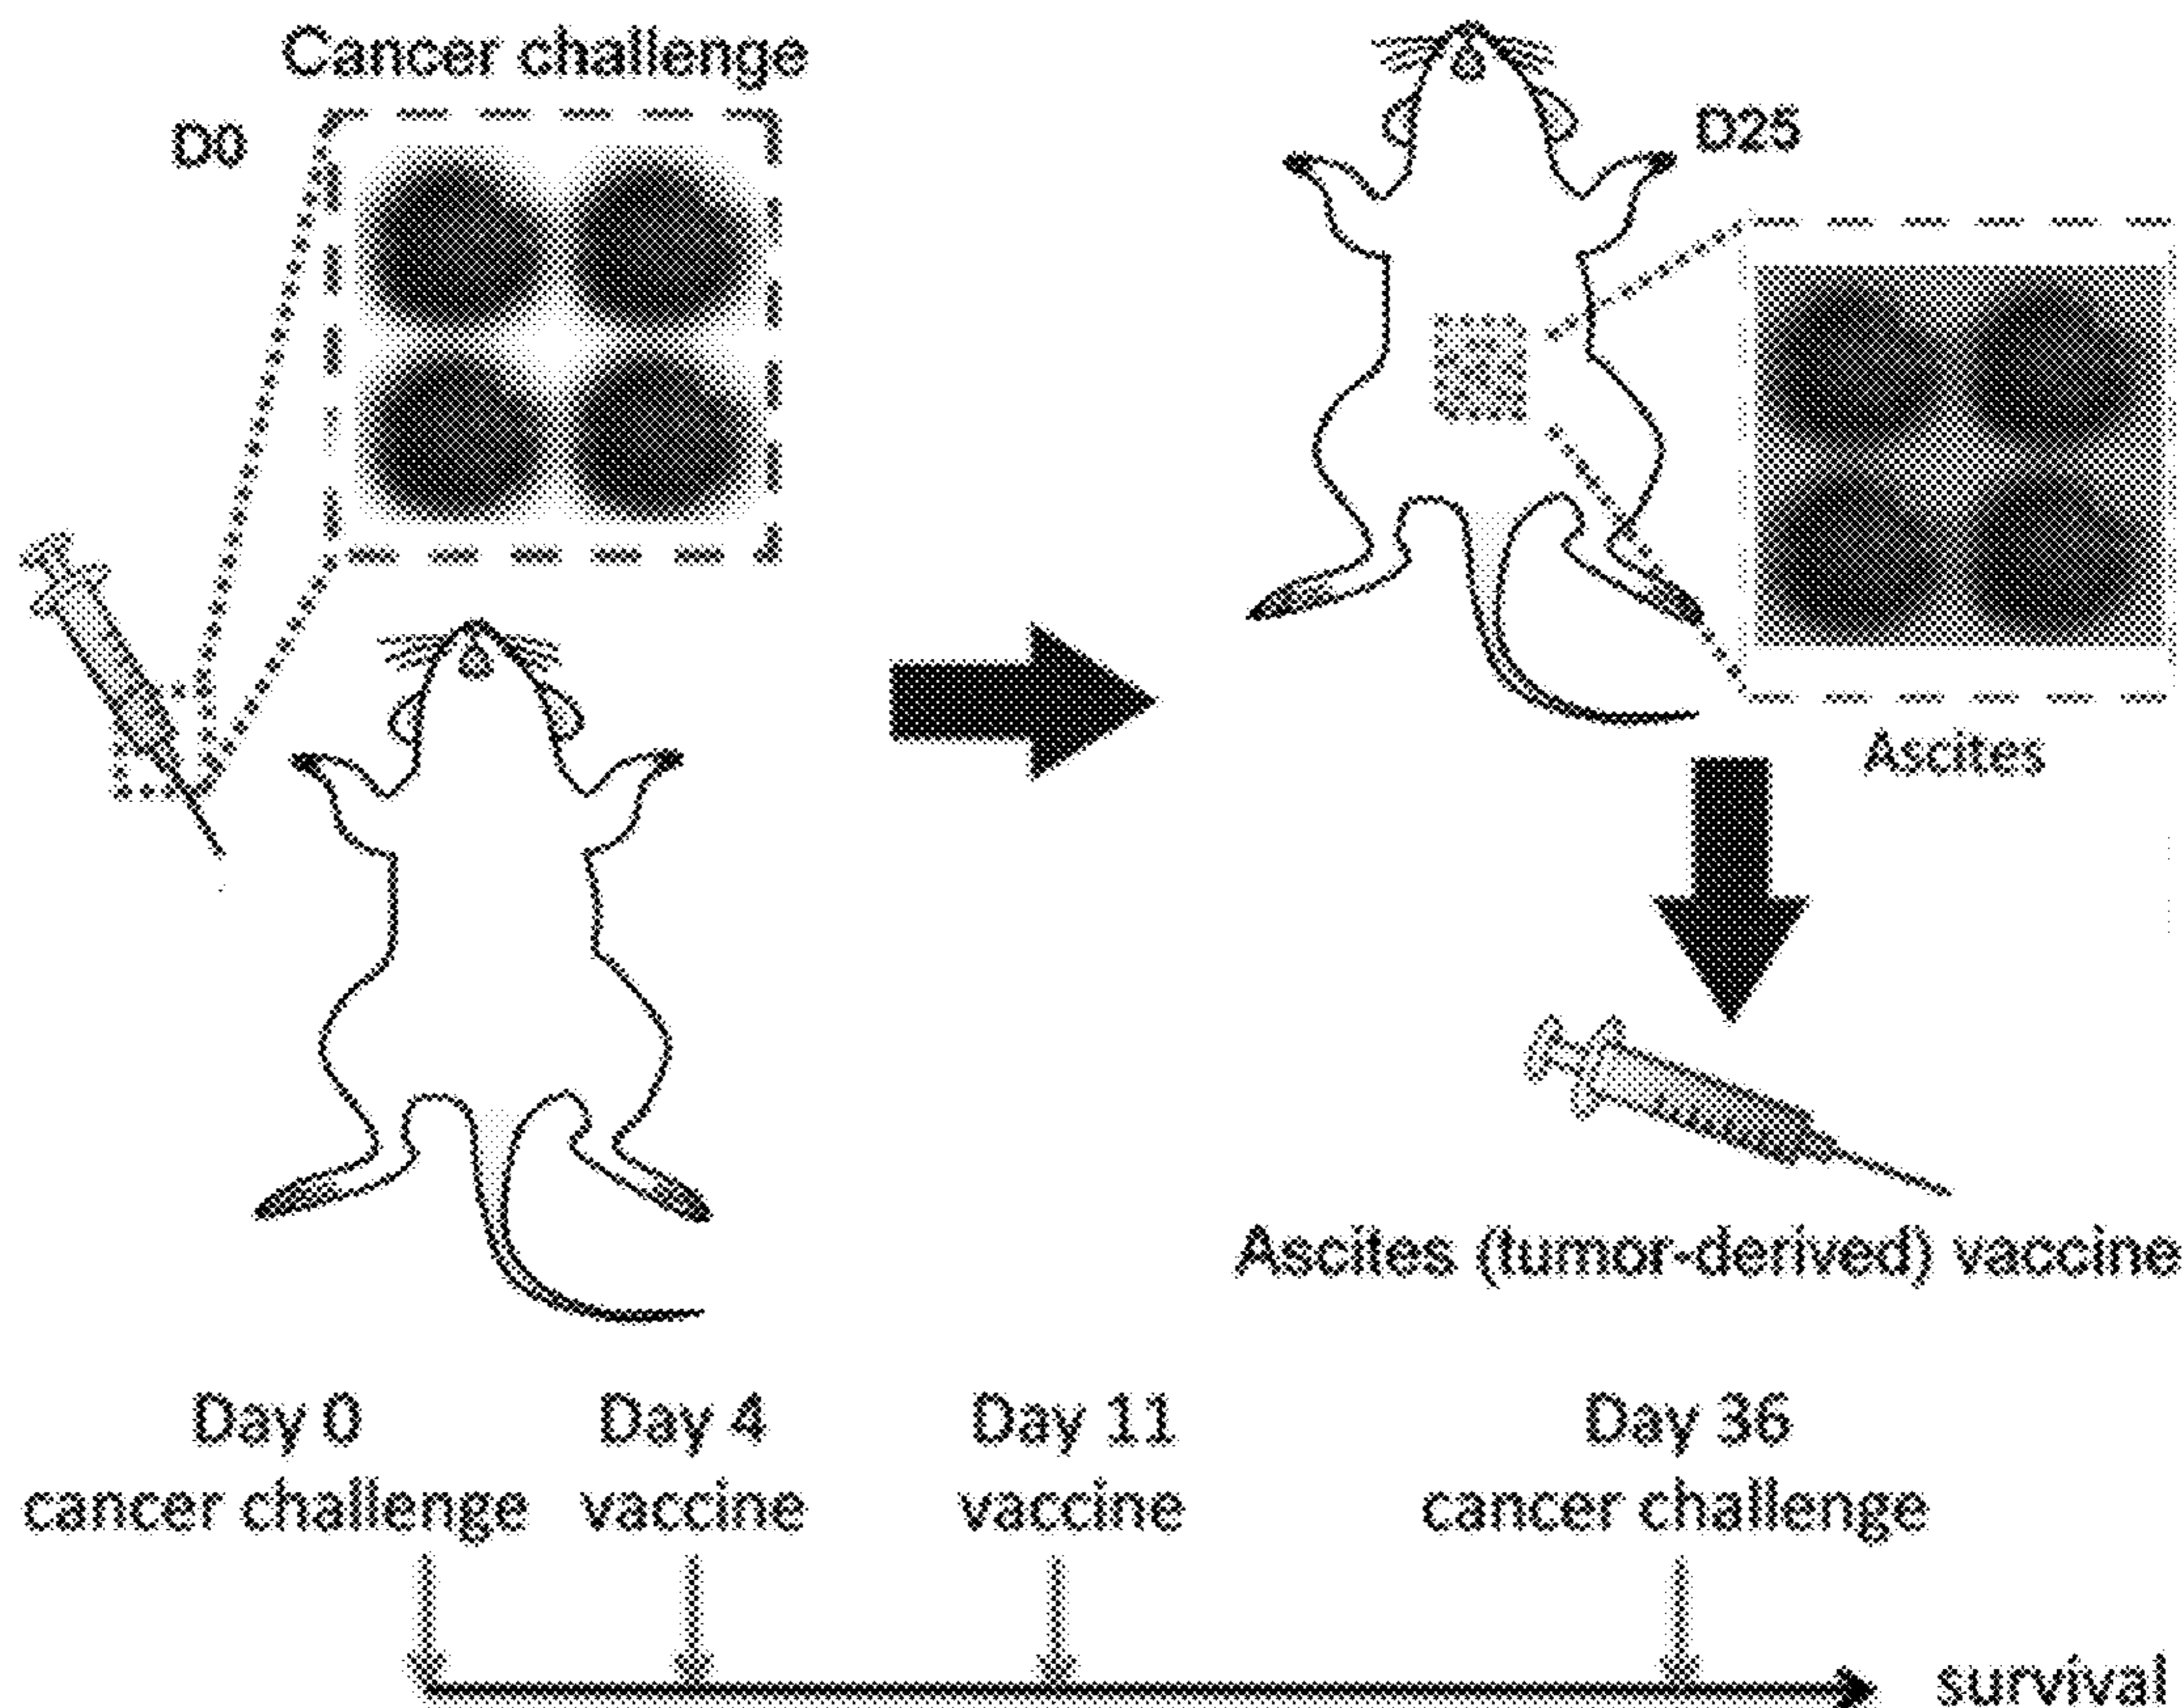 Cancer challenge
D0
D25
Ascites
Ascites (tumor-derived) vaccine
Day 0
cancer challenge
Day 4
vaccine
Day 11
vaccine
Day 36
cancer challenge
survival